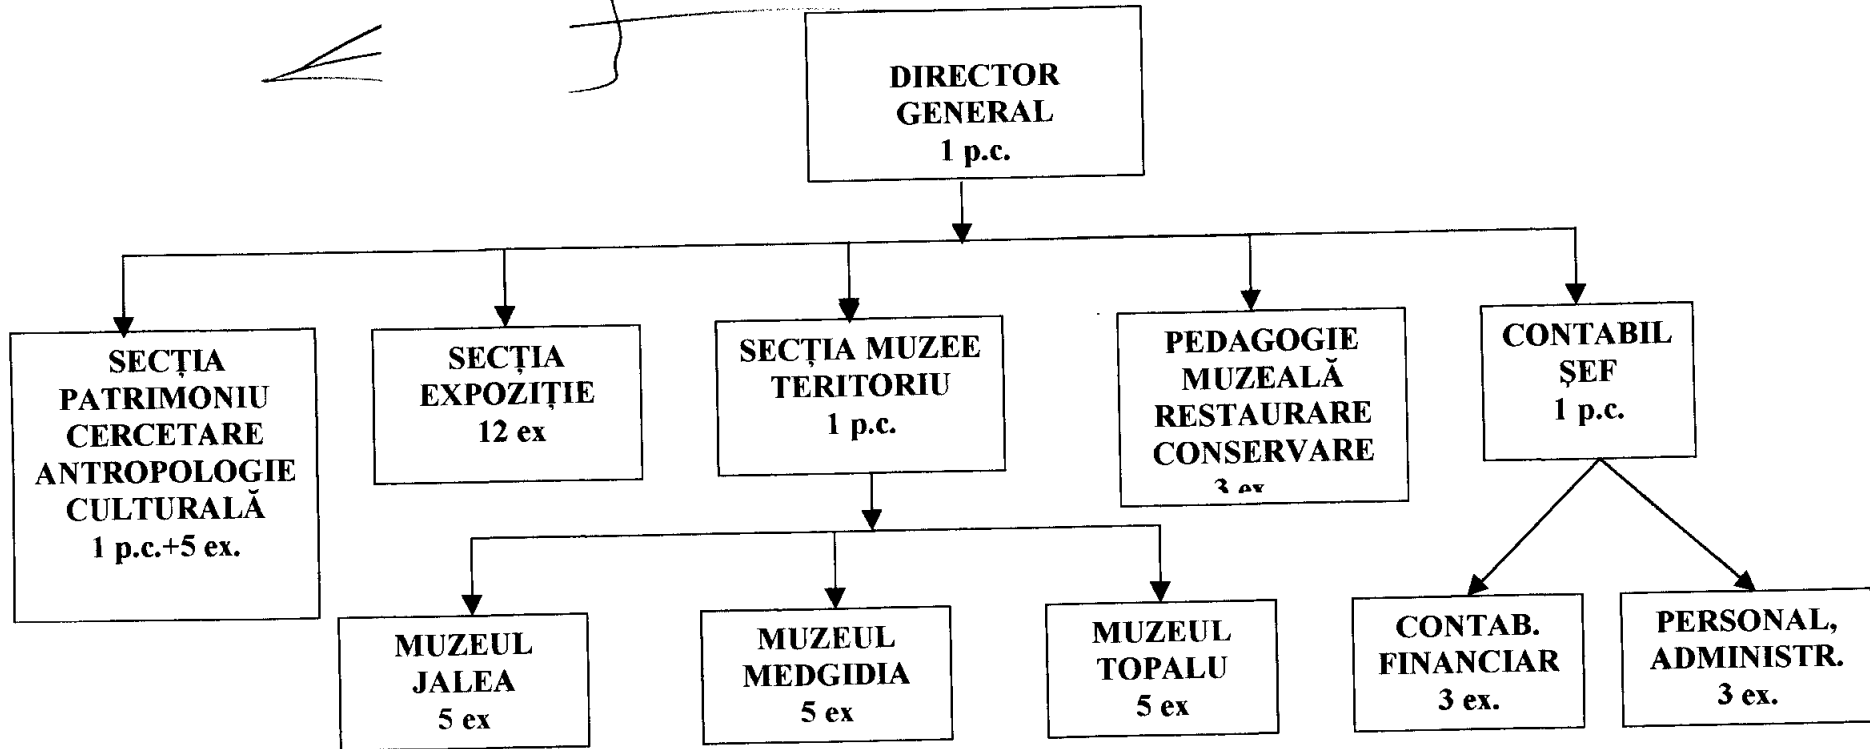 DIRECTOR
GENERAL
1 p.c.
SECȚIA
PATRIMONIU
CERCETARE
ANTROPOLOGIE
CULTURALĂ
1 p.c.+5 ex.
SECȚIA
EXPOZIȚIE
12 ex
SECȚIA MUZEE
TERITORIU
1 p.c.
PEDAGOGIE
MUZEALĂ
RESTAURARE
CONSERVARE
3 ex
CONTABIL
ȘEF
1 p.c.
MUZEUL
JALEA
5 ex
MUZEUL
MEDGIDIA
5 ex
MUZEUL
TOPALU
5 ex
CONTAB.
FINANCIAR
3 ex.
PERSONAL,
ADMINISTR.
3 ex.